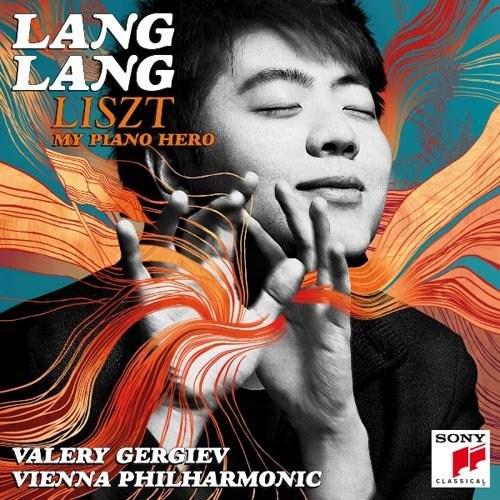 LANG
LANG
LISZT
MY PIANO HERO
VALERY GERGIEV
VIENNA PHILHARMONIC
SONY
CLASSICAL